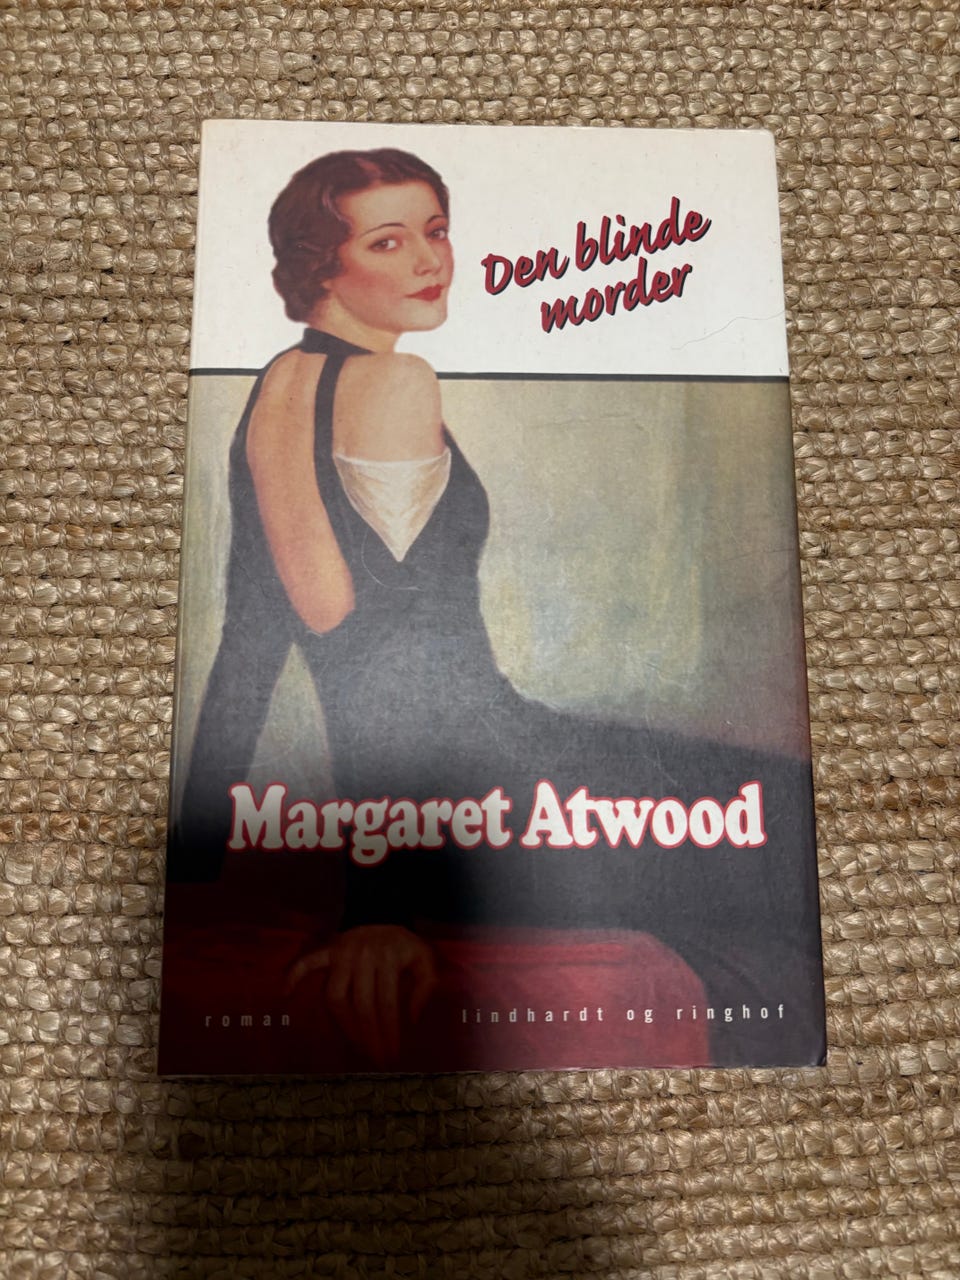 Den blinde
morder
Margaret Atwood
roman
lindhardt og ringhof